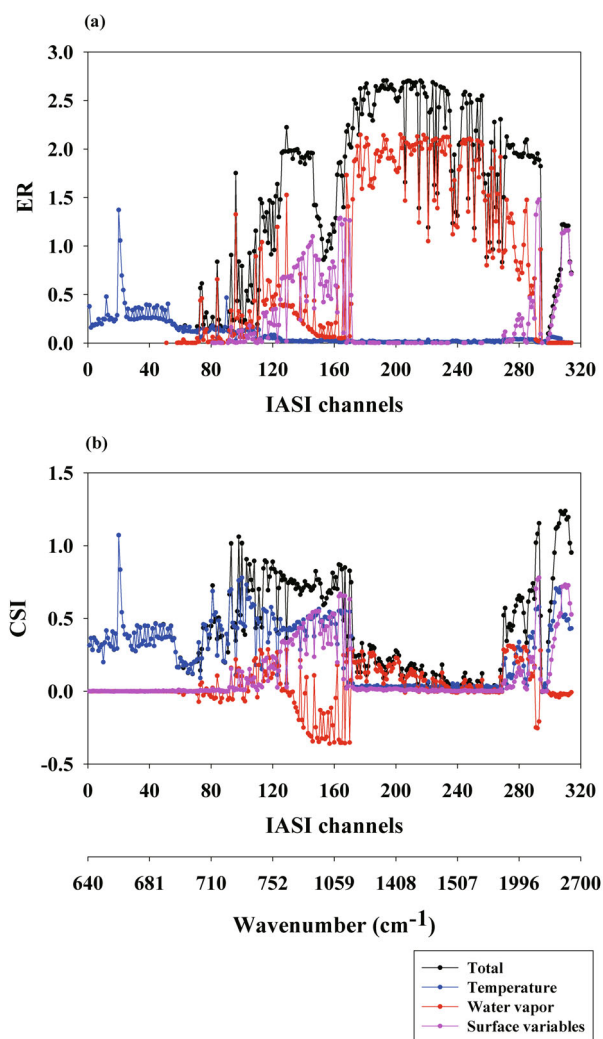 (a)
3.0
2.5
2.0
1.5
1.0
0.5
0.0
ER
0 40 80 120 160 200 240 280 320
IASI channels
(b)
1.5
1.0
0.5
0.0
-0.5
CSI
0 40 80 120 160 200 240 280 320
IASI channels
640 681 710 752 1059 1408 1507 1996 2700
Wavenumber (cm-1)
Total
Temperature
Water vapor
Surface variables